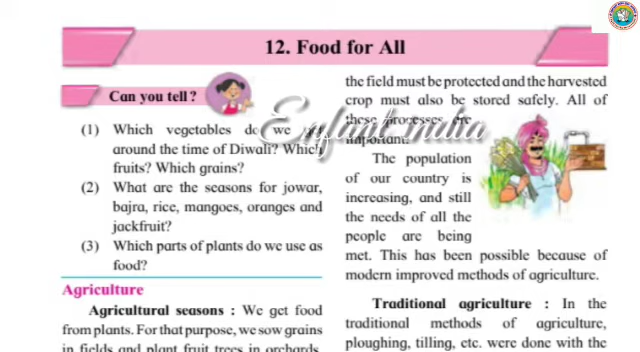 12. Food for All
Can you tell?
(1) Which vegetables do we get
around the time of Diwali? Which
fruits? Which grains?
(2) What are the seasons for jowar,
bajra, rice, mangoes, oranges and
jackfruit?
(3) Which parts of plants do we use as
food?
Agriculture
Agricultural seasons : We get food
from plants. For that purpose, we sow grains
in fields and plant fruit trees in orchards.
the field must be protected and the harvested
crop must also be stored safely. All of
these processes are
important.
The population
of our country is
increasing, and still
the needs of all the
people are being
met. This has been possible because of
modern improved methods of agriculture.
Traditional agriculture : In the
traditional methods of agriculture,
ploughing, tilling, etc. were done with the
Enfant india